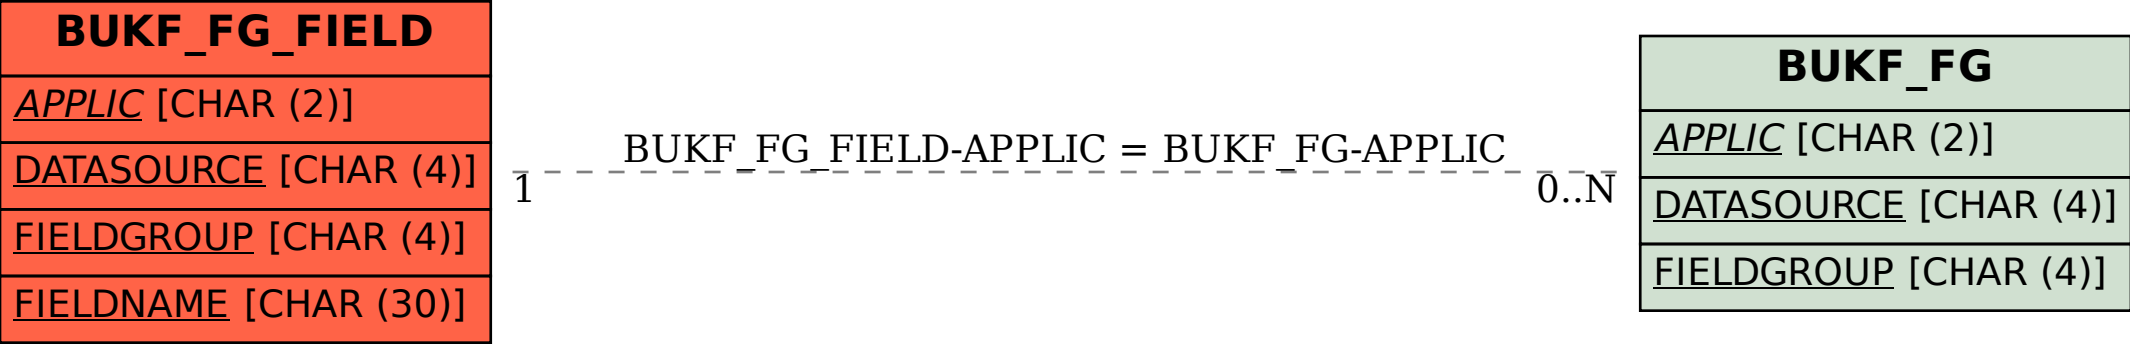 BUKF_FG_FIELD
APPLIC [CHAR (2)]
DATASOURCE [CHAR (4)]
FIELDGROUP [CHAR (4)]
FIELDNAME [CHAR (30)]
BUKF_FG_FIELD-APPLIC = BUKF_FG-APPLIC
1
0..N
BUKF_FG
APPLIC [CHAR (2)]
DATASOURCE [CHAR (4)]
FIELDGROUP [CHAR (4)]